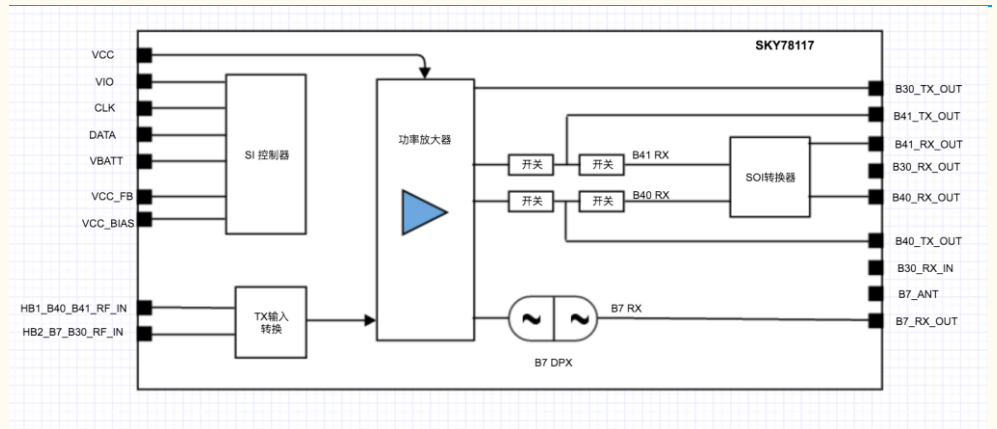 SKY78117
VCC
VIO
CLK
DATA
VBATT
VCC_FB
VCC_BIAS
HB1_B40_B41_RF_IN
HB2_B7_B30_RF_IN
SI 控制器
TX输入
转换
功率放大器
开关
开关
B41 RX
开关
开关
B40 RX
SOI转换器
B7 RX
B7 DPX
B30_TX_OUT
B41_TX_OUT
B41_RX_OUT
B30_RX_OUT
B40_RX_OUT
B40_TX_OUT
B30_RX_IN
B7_ANT
B7_RX_OUT